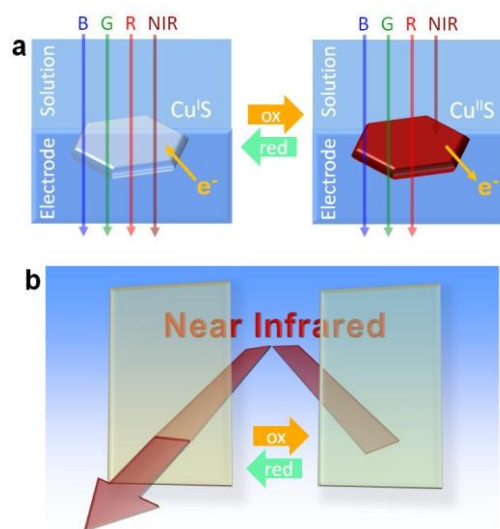 a
B G R NIR
Solution
Electrode
CuᴵS
e⁻
ox
red
B G R NIR
Solution
Electrode
CuᴵᴵS
e⁻
b
Near Infrared
ox
red